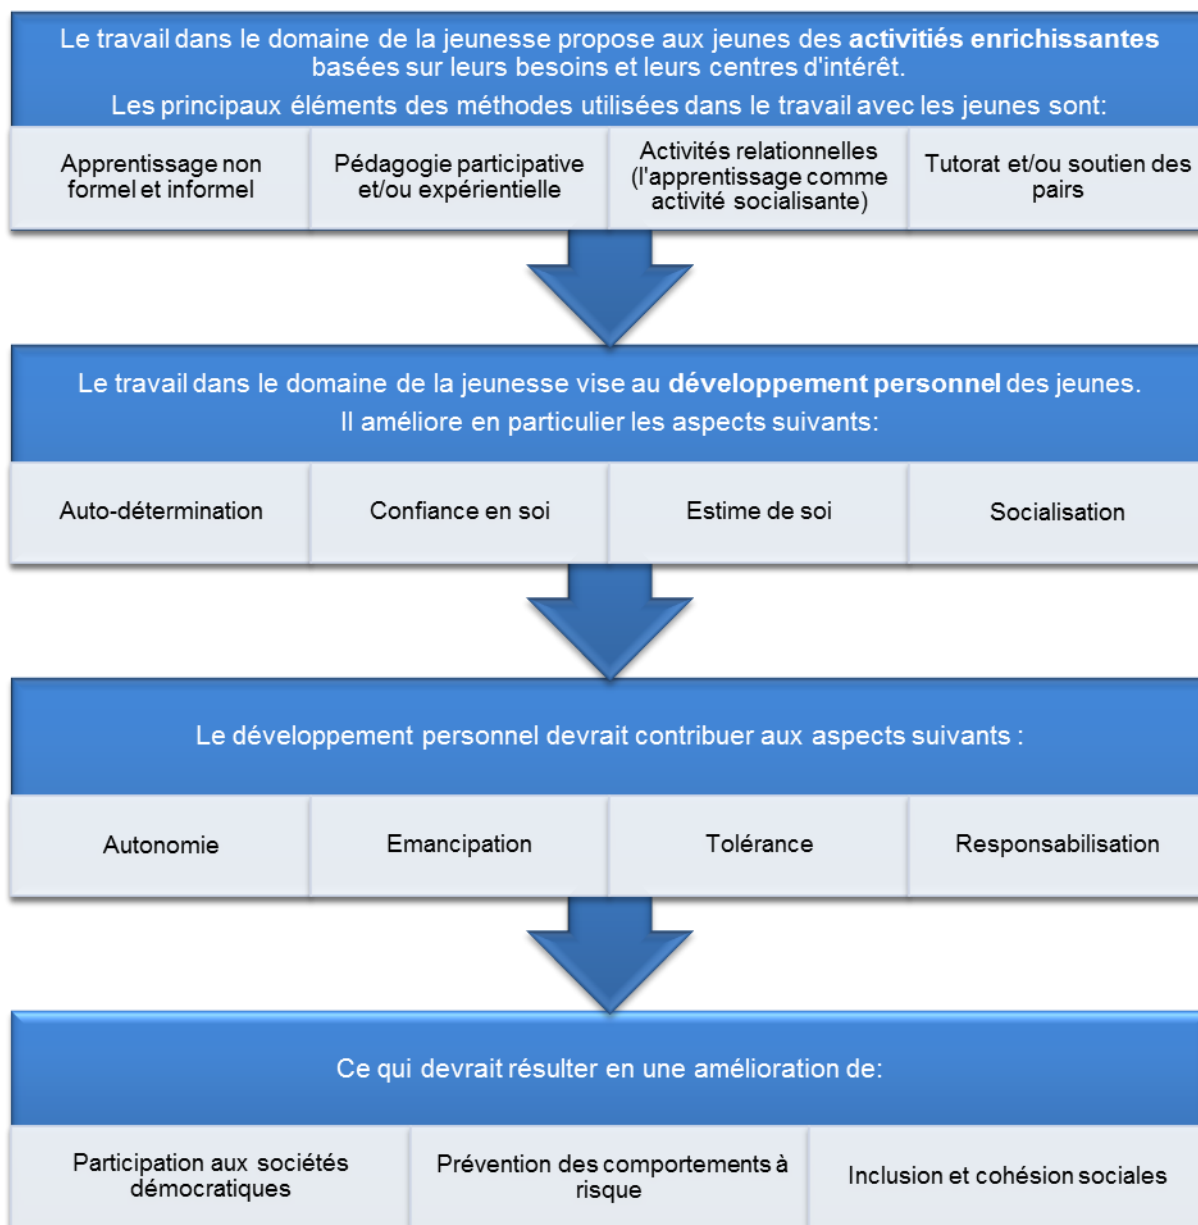 Le travail dans le domaine de la jeunesse propose aux jeunes des activitiés enrichissantes
basées sur leurs besoins et leurs centres d'intérêt.
Les principaux éléments des méthodes utilisées dans le travail avec les jeunes sont:
Apprentissage non
formel et informel
Pédagogie participative
et/ou expérientielle
Activités relationnelles
(l'apprentissage comme
activité socialisante)
Tutorat et/ou soutien des
pairs
Le travail dans le domaine de la jeunesse vise au développement personnel des jeunes.
Il améliore en particulier les aspects suivants:
Auto-détermination
Confiance en soi
Estime de soi
Socialisation
Le développement personnel devrait contribuer aux aspects suivants :
Autonomie
Emancipation
Tolérance
Responsabilisation
Ce qui devrait résulter en une amélioration de:
Participation aux sociétés
démocratiques
Prévention des comportements à
risque
Inclusion et cohésion sociales